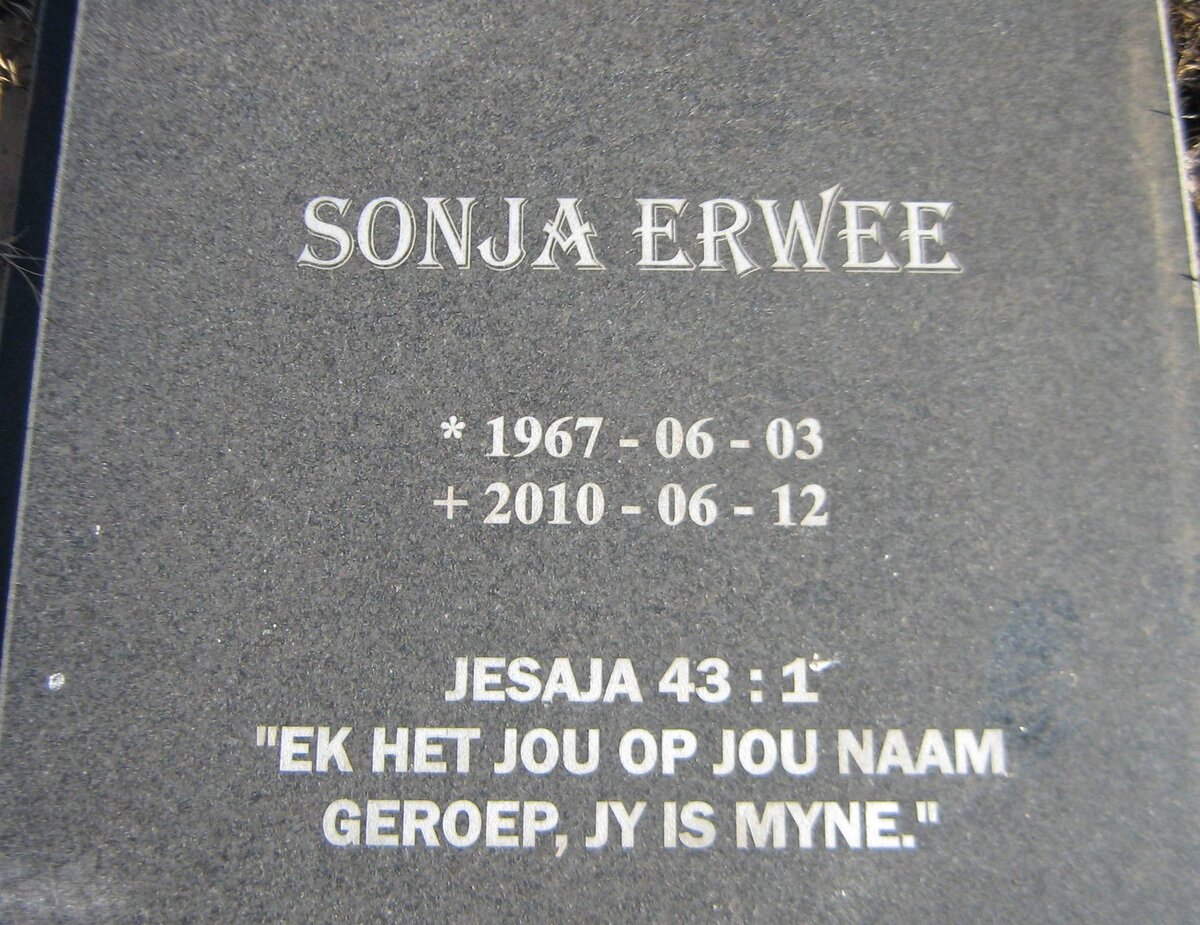 SONJA ERWEE
* 1967 - 06 - 03
+ 2010 - 06 - 12
JESAJA 43 : 1
"EK HET JOU OP JOU NAAM
GEROEP, JY IS MYNE."